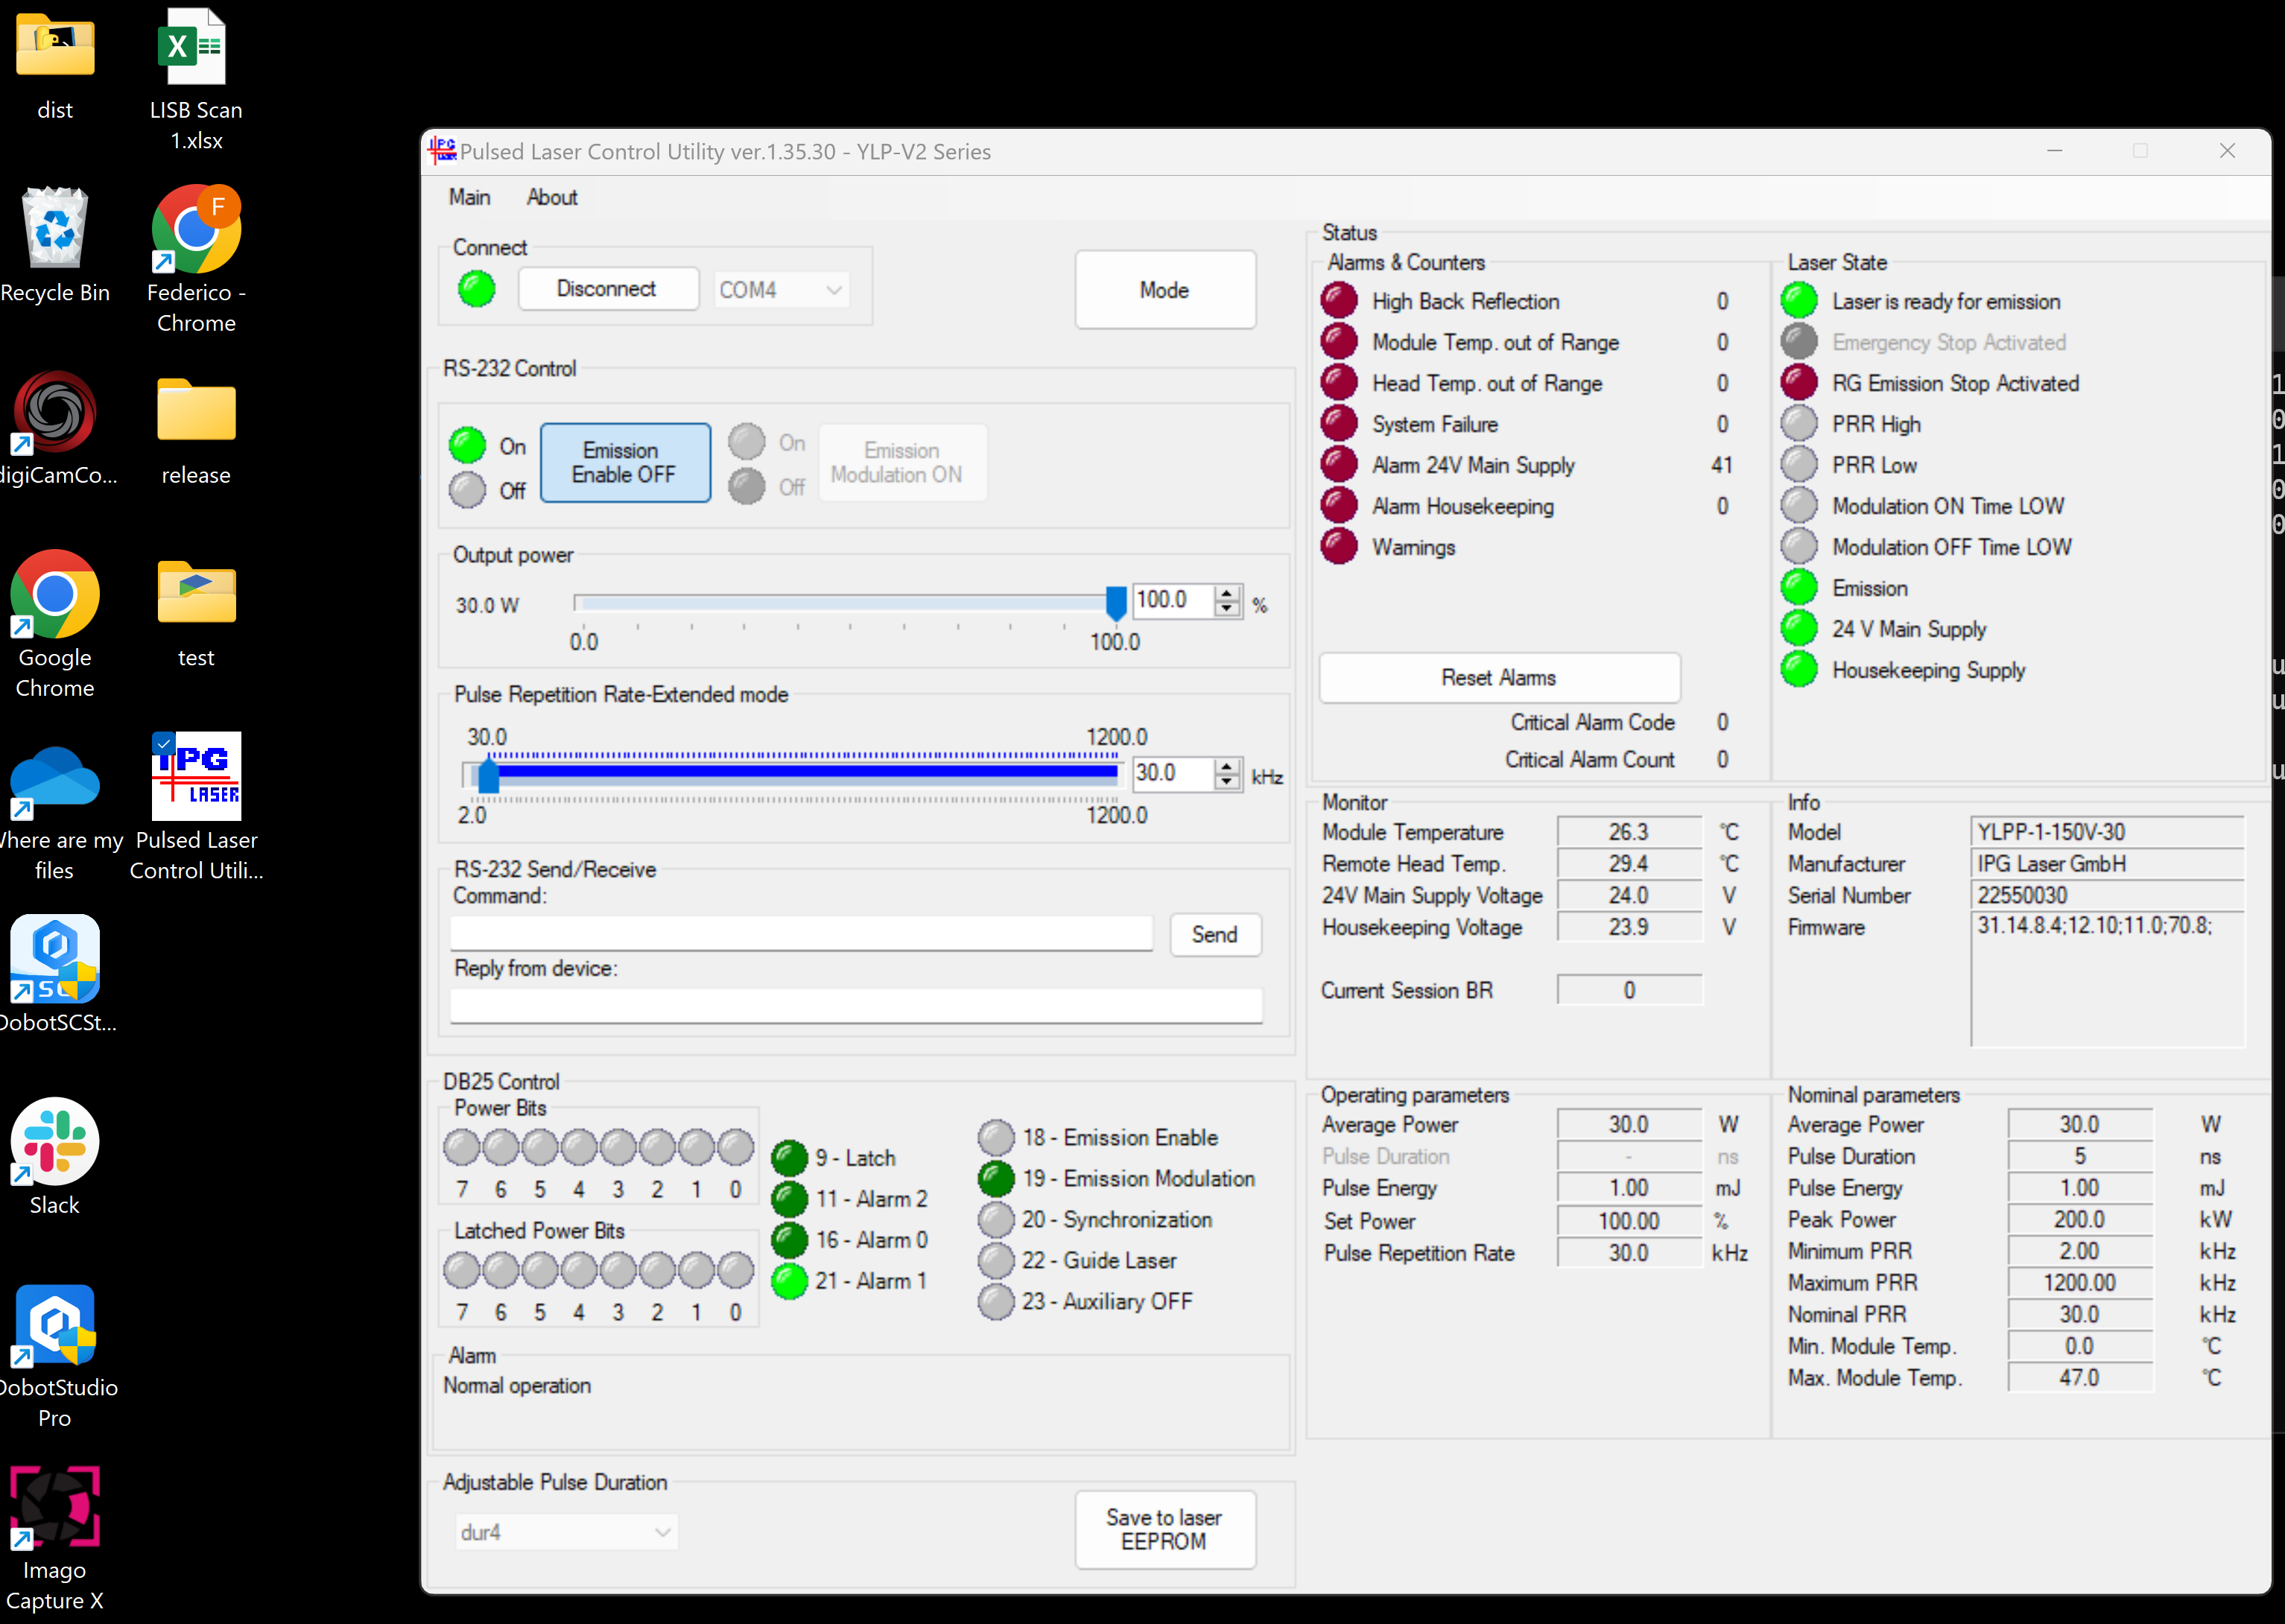 dist
LISB Scan
1.xlsx
Recycle Bin
F
Federico -
Chrome
digiCamCo...
release
Google
Chrome
test
Where are my
files
IPG
LASER
Pulsed Laser
Control Utili...
SC
DobotSCSt...
Slack
DobotStudio
Pro
Imago
Capture X
Pulsed Laser Control Utility ver.1.35.30 - YLP-V2 Series
Main About
Connect
Disconnect COM4
Mode
RS-232 Control
On
Off
Emission
Enable OFF
On
Off
Emission
Modulation ON
Output power
30.0 W 100.0 %
0.0 100.0
Pulse Repetition Rate-Extended mode
30.0 1200.0
30.0 kHz
2.0 1200.0
RS-232 Send/Receive
Command:
Send
Reply from device:
DB25 Control
Power Bits
7 6 5 4 3 2 1 0
Latched Power Bits
7 6 5 4 3 2 1 0
9 - Latch
11 - Alarm 2
16 - Alarm 0
21 - Alarm 1
18 - Emission Enable
19 - Emission Modulation
20 - Synchronization
22 - Guide Laser
23 - Auxiliary OFF
Alarm
Normal operation
Adjustable Pulse Duration
dur4
Save to laser
EEPROM
Status
Alarms & Counters
High Back Reflection 0
Module Temp. out of Range 0
Head Temp. out of Range 0
System Failure 0
Alarm 24V Main Supply 41
Alarm Housekeeping 0
Warnings
Reset Alarms
Critical Alarm Code 0
Critical Alarm Count 0
Laser State
Laser is ready for emission
Emergency Stop Activated
RG Emission Stop Activated
PRR High
PRR Low
Modulation ON Time LOW
Modulation OFF Time LOW
Emission
24 V Main Supply
Housekeeping Supply
Monitor
Module Temperature 26.3 °C
Remote Head Temp. 29.4 °C
24V Main Supply Voltage 24.0 V
Housekeeping Voltage 23.9 V
Current Session BR 0
Info
Model YLPP-1-150V-30
Manufacturer IPG Laser GmbH
Serial Number 22550030
Firmware 31.14.8.4;12.10;11.0;70.8;
Operating parameters
Average Power 30.0 W
Pulse Duration - ns
Pulse Energy 1.00 mJ
Set Power 100.00 %
Pulse Repetition Rate 30.0 kHz
Nominal parameters
Average Power 30.0 W
Pulse Duration 5 ns
Pulse Energy 1.00 mJ
Peak Power 200.0 kW
Minimum PRR 2.00 kHz
Maximum PRR 1200.00 kHz
Nominal PRR 30.0 kHz
Min. Module Temp. 0.0 °C
Max. Module Temp. 47.0 °C